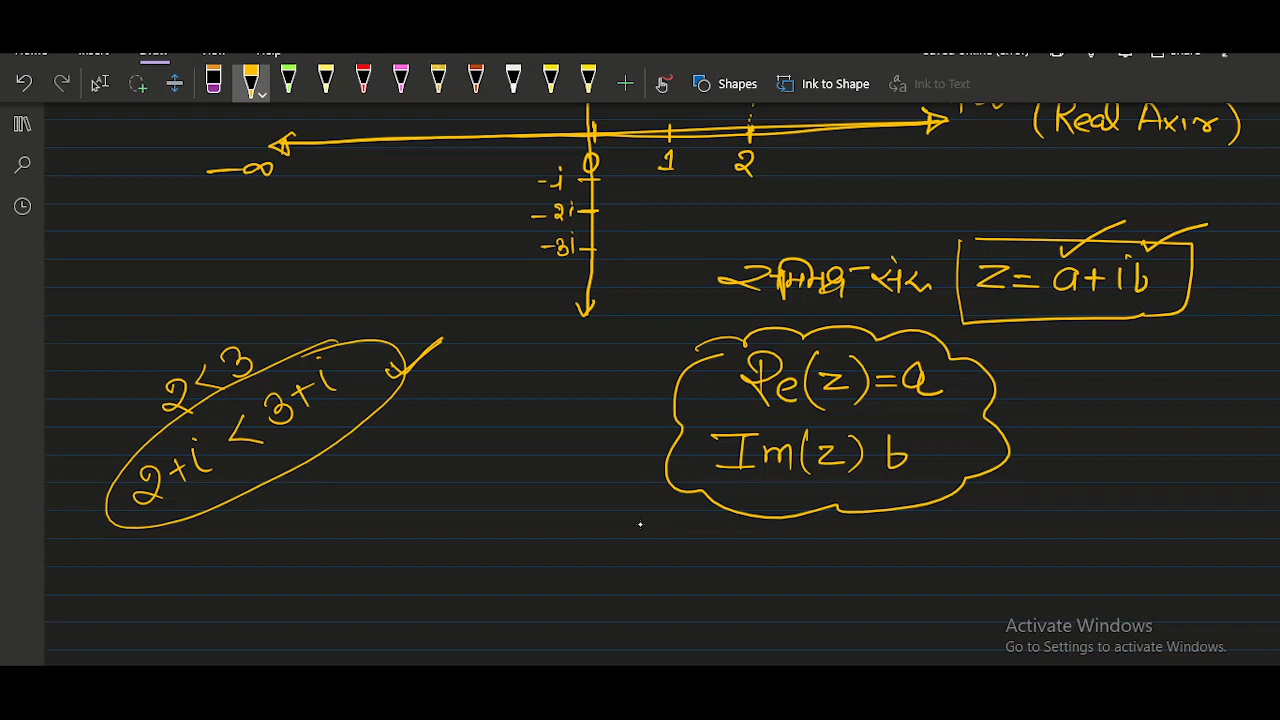 Shapes
Ink to Shape
Ink to Text
(Real Axis)
-∞
0
1
2
-i
-2i
-3i
z = a+ib
2<3
2+i < 3+i
Re(z)=a
Im(z) b
Activate Windows
Go to Settings to activate Windows.